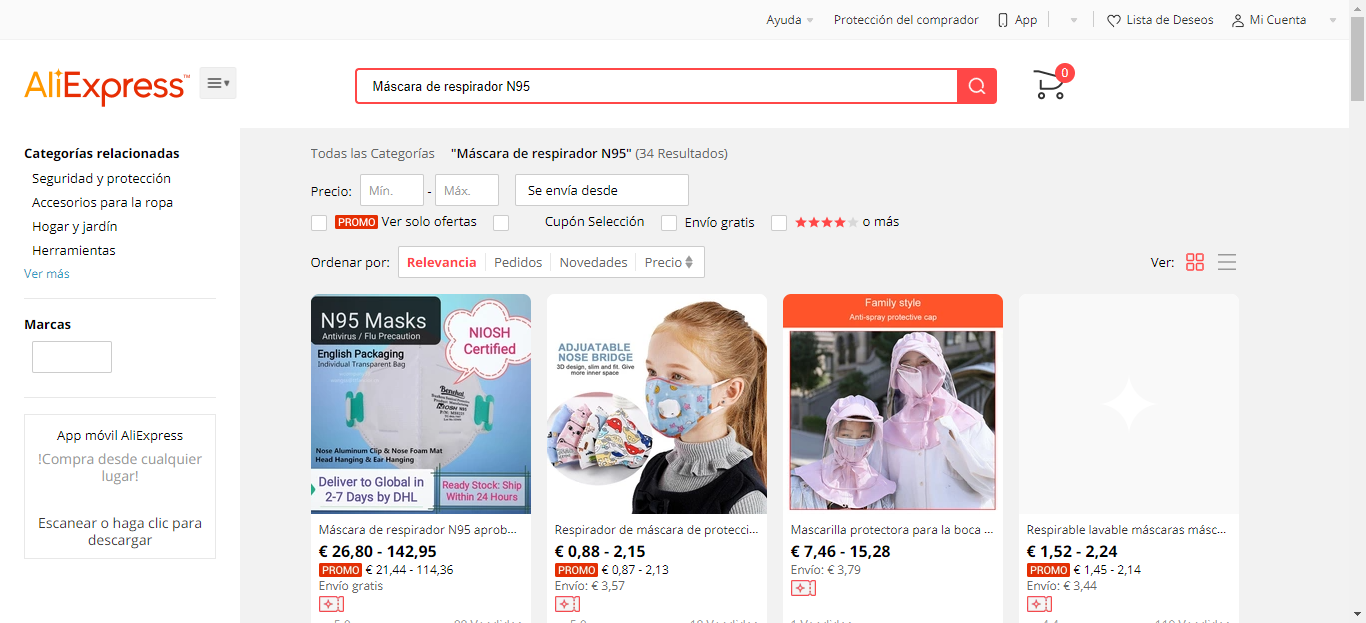 Ayuda Protección del comprador App Lista de Deseos Mi Cuenta
AliExpress™
Máscara de respirador N95
0
Categorías relacionadas
Seguridad y protección
Accesorios para la ropa
Hogar y jardín
Herramientas
Ver más
Marcas
App móvil AliExpress
!Compra desde cualquier
lugar!
Escanear o haga clic para
descargar
Todas las Categorías "Máscara de respirador N95" (34 Resultados)
Precio: Mín. - Máx. Se envía desde
PROMO Ver solo ofertas Cupón Selección Envío gratis o más
Ordenar por: Relevancia Pedidos Novedades Precio Ver:
N95 Masks
Antivirus / Flu Precaution
NIOSH
Certified
English Packaging
Individual Transparent Bag
Benehal
NIOSH N95
Nose Aluminum Clip & Nose Foam Mat
Head Hanging & Ear Hanging
Deliver to Global in
2-7 Days by DHL
Ready Stock: Ship
Within 24 Hours
Máscara de respirador N95 aprob...
€ 26,80 - 142,95
PROMO € 21,44 - 114,36
Envío gratis
ADJUATABLE
NOSE BRIDGE
3D design, slim and fit. Give
more inner space
Respirador de máscara de protecci...
€ 0,88 - 2,15
PROMO € 0,87 - 2,13
Envío: € 3,57
Family style
Anti-spray protective cap
Mascarilla protectora para la boca ...
€ 7,46 - 15,28
Envío: € 3,79
Respirable lavable máscaras másc...
€ 1,52 - 2,24
PROMO € 1,45 - 2,14
Envío: € 3,44